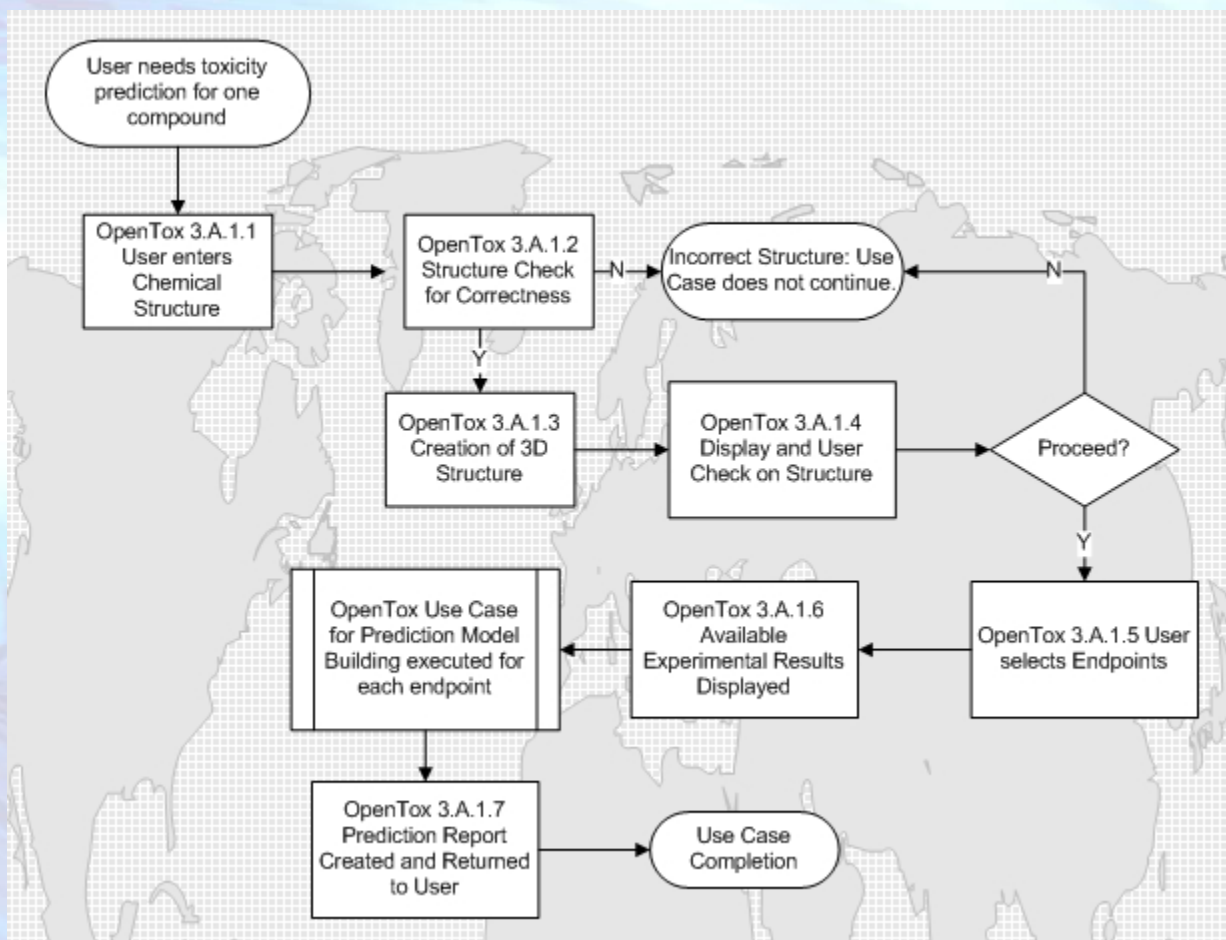 User needs toxicity
prediction for one
compound
OpenTox 3.A.1.1
User enters
Chemical
Structure
OpenTox 3.A.1.2
Structure Check
for Correctness
N
Incorrect Structure: Use
Case does not continue.
N
Y
OpenTox 3.A.1.3
Creation of 3D
Structure
OpenTox 3.A.1.4
Display and User
Check on Structure
Proceed?
Y
OpenTox 3.A.1.5 User
selects Endpoints
OpenTox 3.A.1.6
Available
Experimental Results
Displayed
OpenTox Use Case
for Prediction Model
Building executed for
each endpoint
OpenTox 3.A.1.7
Prediction Report
Created and Returned
to User
Use Case
Completion